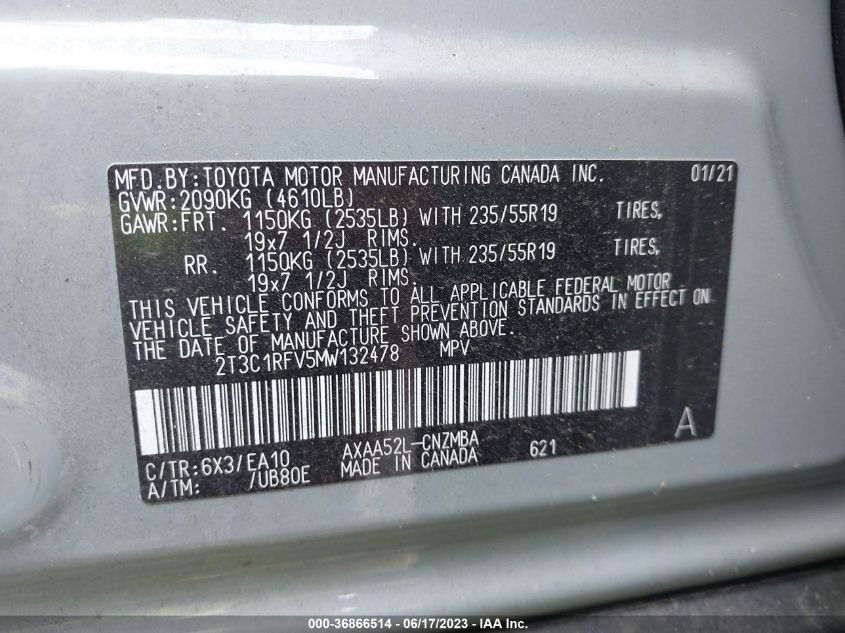 MFD.BY:TOYOTA MOTOR MANUFACTURING CANADA INC. 01/21
GVWR:2090KG (4610LB)
GAWR:FRT. 1150KG (2535LB) WITH 235/55R19 TIRES,
19x7 1/2J RIMS.
RR. 1150KG (2535LB) WITH 235/55R19 TIRES,
19x7 1/2J RIMS.
THIS VEHICLE CONFORMS TO ALL APPLICABLE FEDERAL MOTOR
VEHICLE SAFETY AND THEFT PREVENTION STANDARDS IN EFFECT ON
THE DATE OF MANUFACTURE SHOWN ABOVE.
2T3C1RFV5MW132478 MPV
A
C/TR:6X3/EA10 AXAA52L-CNZMBA 621
A/TM: /UB80E MADE IN CANADA
000-36866514 - 06/17/2023 - IAA Inc.